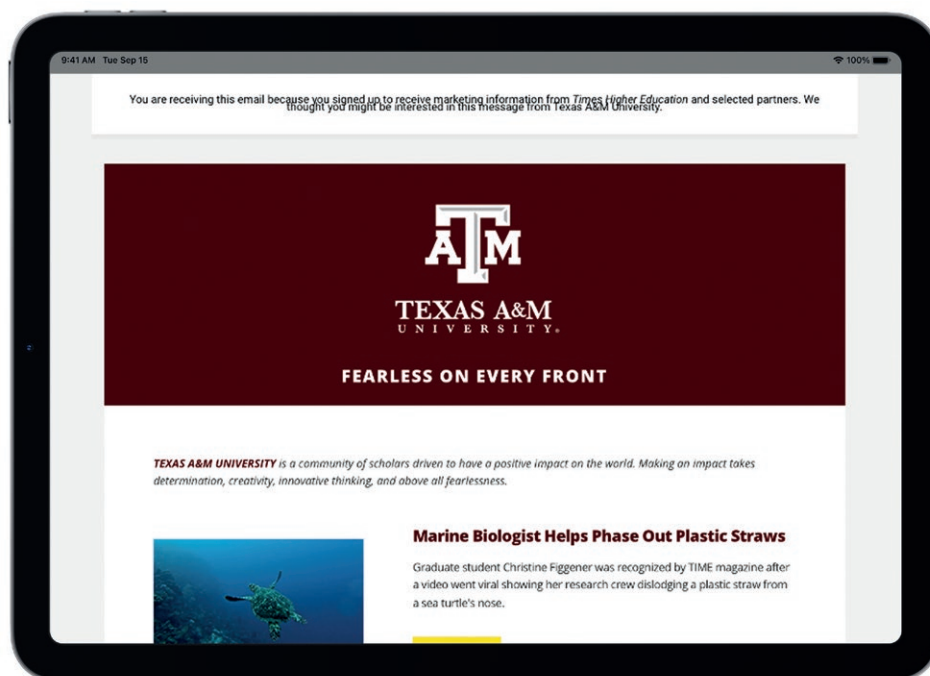 9:41 AM Tue Sep 15
100%
You are receiving this email because you signed up to receive marketing information from Times Higher Education and selected partners. We
thought you might be interested in this message from Texas A&M University.
ATM
TEXAS A&M
UNIVERSITY®
FEARLESS ON EVERY FRONT
TEXAS A&M UNIVERSITY is a community of scholars driven to have a positive impact on the world. Making an impact takes
determination, creativity, innovative thinking, and above all fearlessness.
Marine Biologist Helps Phase Out Plastic Straws
Graduate student Christine Figgener was recognized by TIME magazine after
a video went viral showing her research crew dislodging a plastic straw from
a sea turtle's nose.